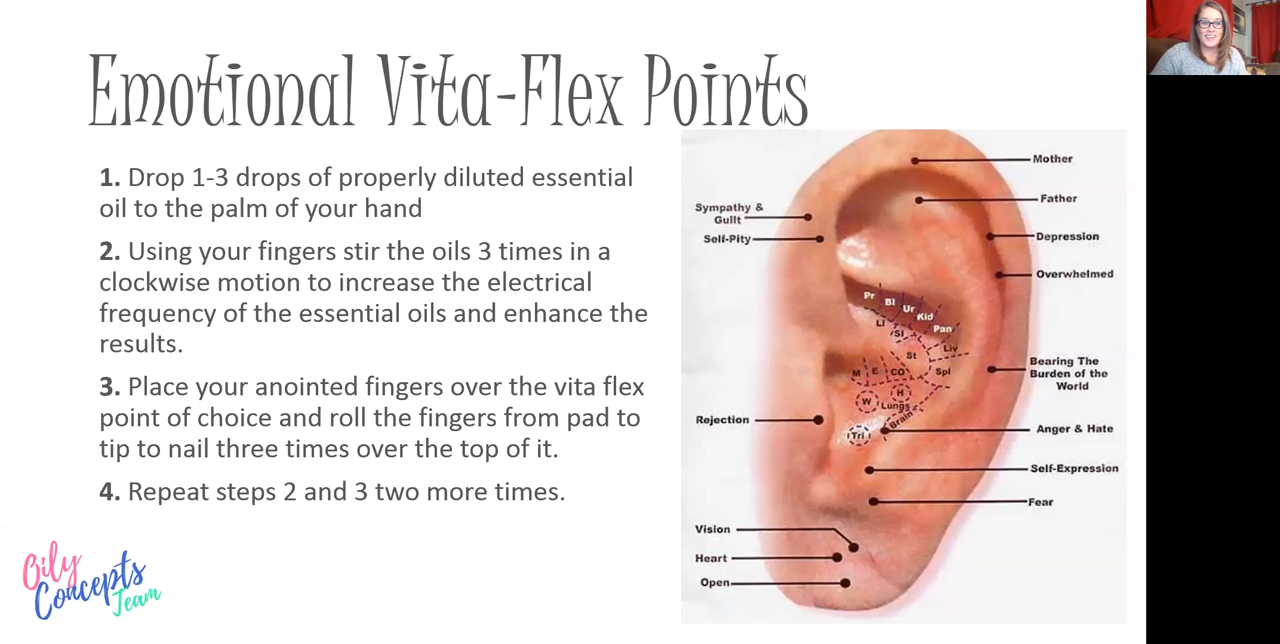 Emotional Vita-Flex Points
1. Drop 1-3 drops of properly diluted essential
oil to the palm of your hand
2. Using your fingers stir the oils 3 times in a
clockwise motion to increase the electrical
frequency of the essential oils and enhance the
results.
3. Place your anointed fingers over the vita flex
point of choice and roll the fingers from pad to
tip to nail three times over the top of it.
4. Repeat steps 2 and 3 two more times.
Oily
Concepts
Team
Sympathy &
Guilt
Self-Pity
Rejection
Vision
Heart
Open
Pr
Bl
Ur
Kid
Pan
LI
SI
St
Liv
M
E
CO
Spl
W
H
Lungs
Brain
Tri
Mother
Father
Depression
Overwhelmed
Bearing The
Burden of the
World
Anger & Hate
Self-Expression
Fear